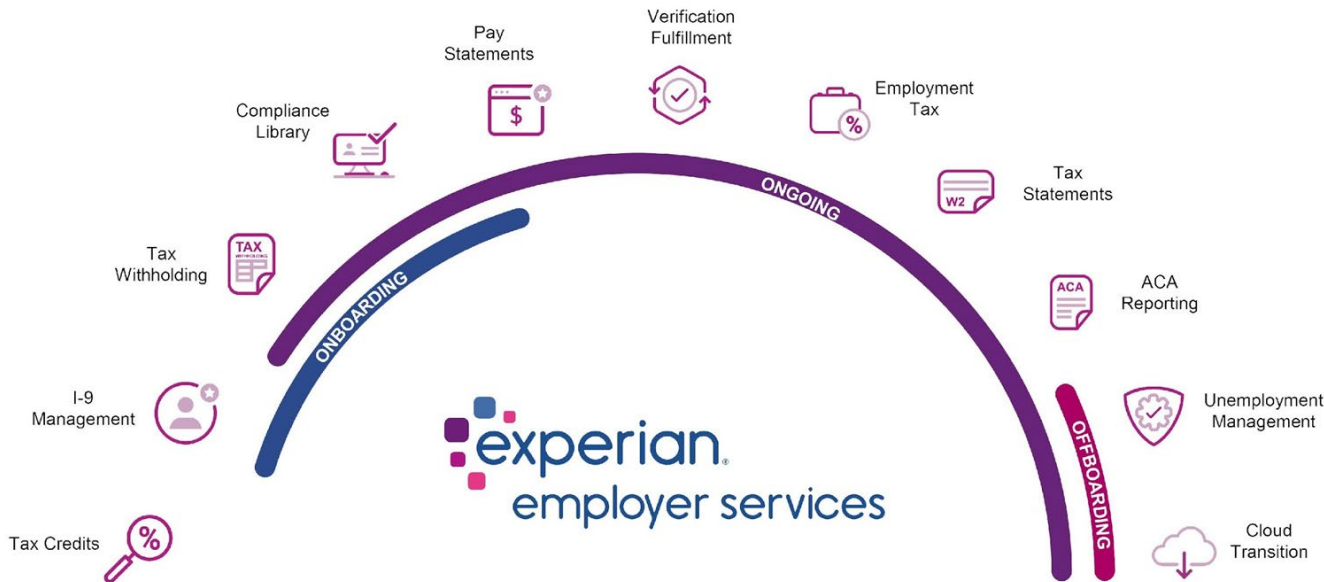 Verification
Fulfillment
Pay
Statements
$
Employment
Tax
%
Compliance
Library
Tax
Statements
W2
ONGOING
Tax
Withholding
TAX
WITHHOLDING
ONBOARDING
ACA
Reporting
ACA
I-9
Management
Unemployment
Management
OFFBOARDING
experian®
employer services
Tax Credits
%
Cloud
Transition